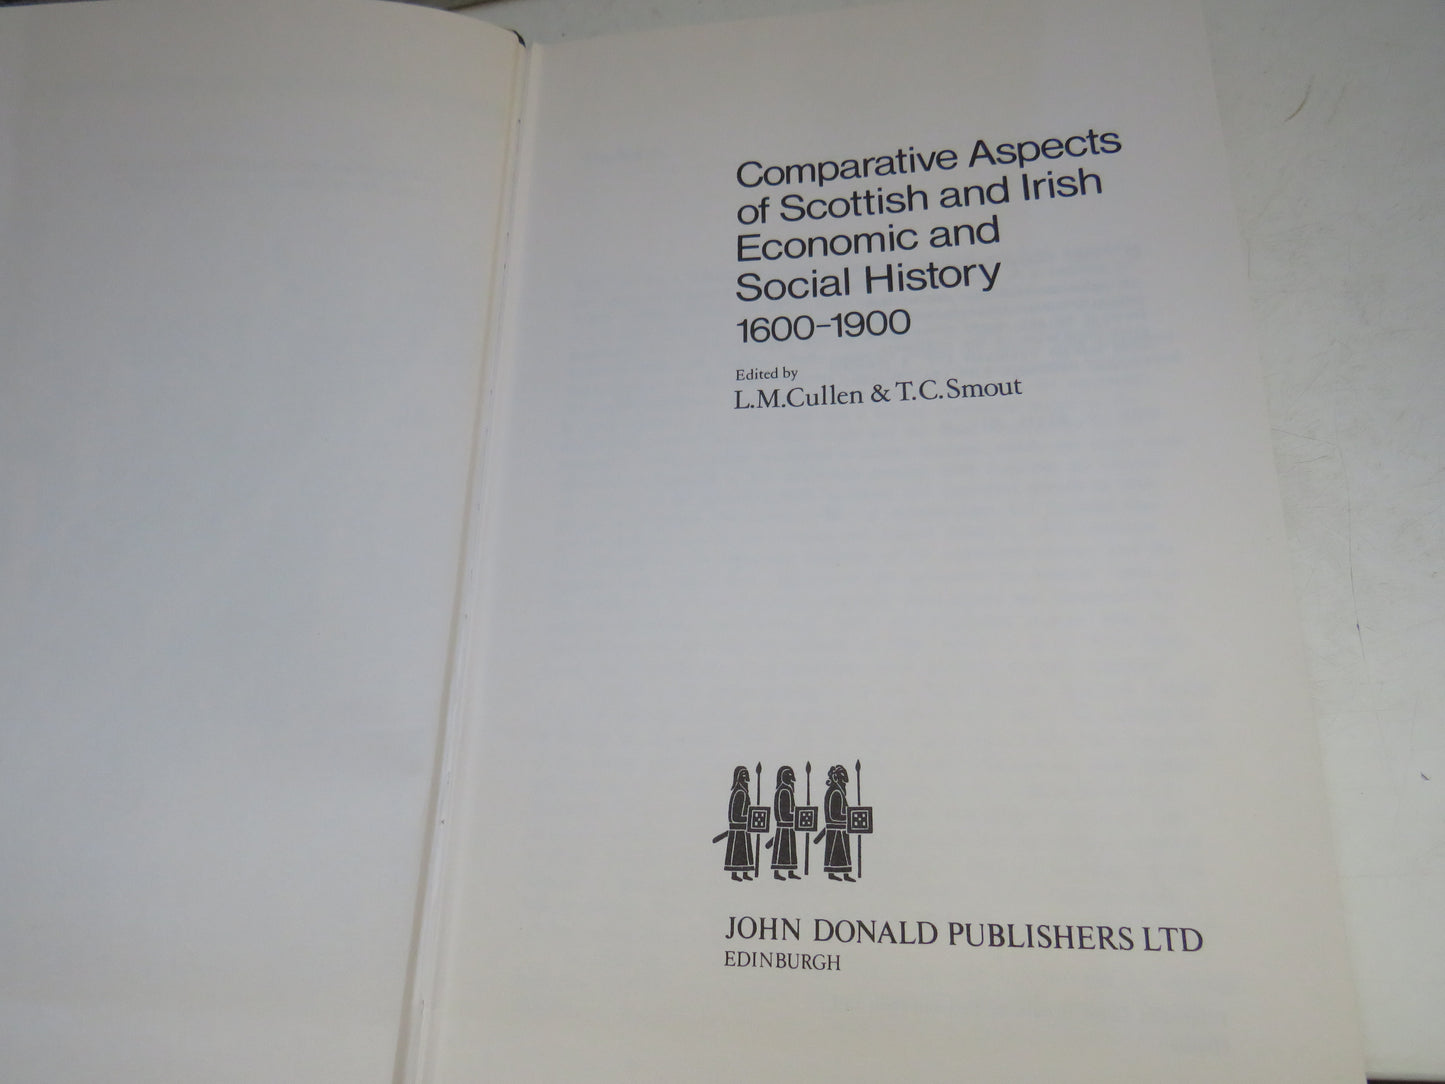 Comparative Aspects
of Scottish and Irish
Economic and
Social History
1600–1900
Edited by
L.M.Cullen & T.C.Smout
JOHN DONALD PUBLISHERS LTD
EDINBURGH